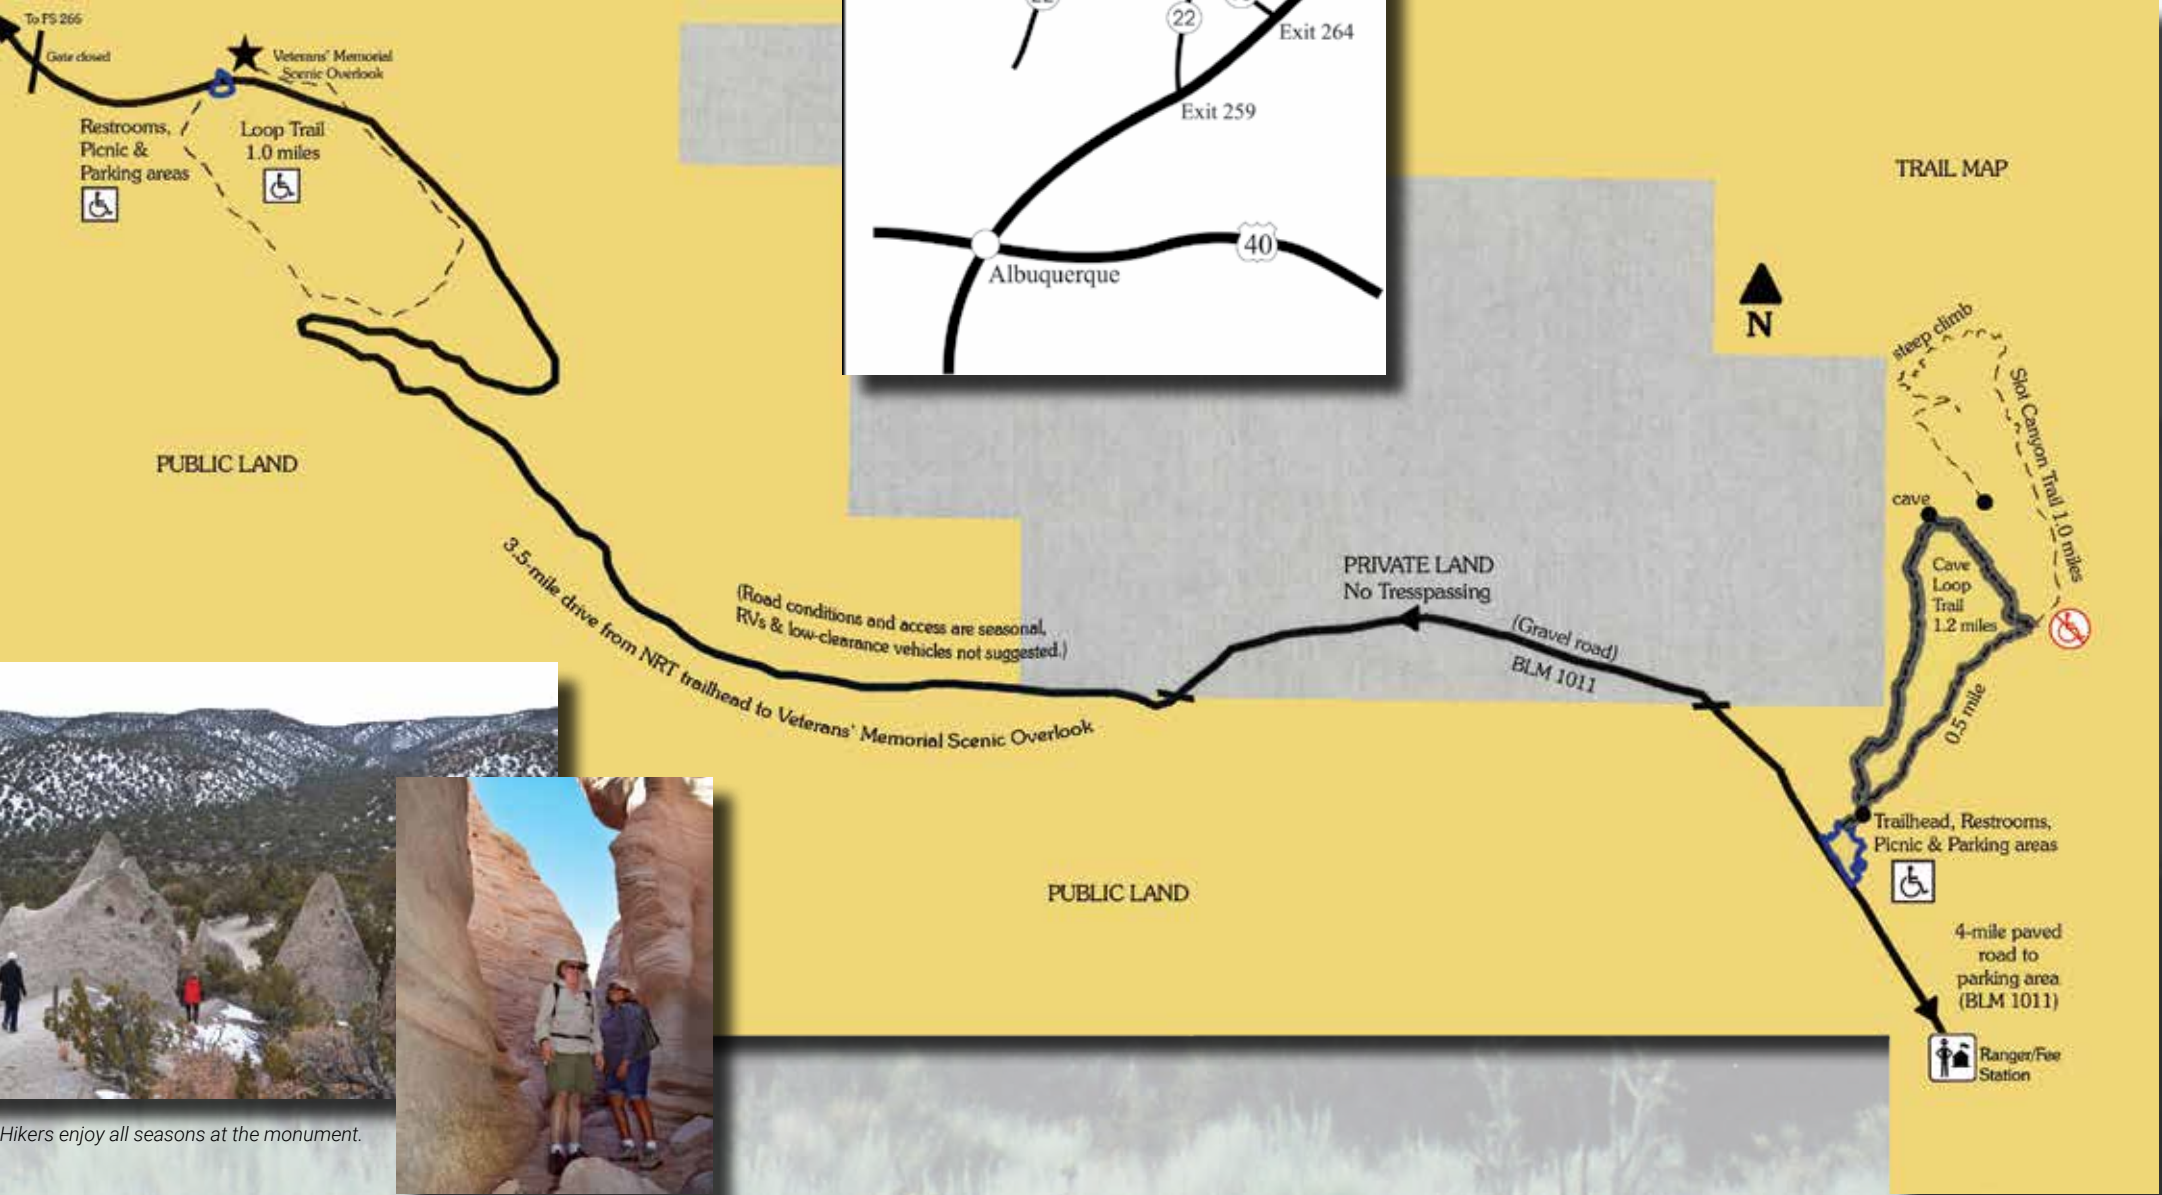 To FS 266
Gate closed
Veterans' Memorial
Scenic Overlook
Restrooms,
Picnic &
Parking areas
Loop Trail
1.0 miles
PUBLIC LAND
22
Exit 264
Exit 259
40
Albuquerque
TRAIL MAP
N
steep climb
Slot Canyon Trail 1.0 miles
cave
Cave
Loop
Trail
1.2 miles
0.5 mile
PRIVATE LAND
No Tresspassing
(Gravel road)
BLM 1011
(Road conditions and access are seasonal,
RVs & low-clearance vehicles not suggested.)
3.5-mile drive from NRT trailhead to Veterans' Memorial Scenic Overlook
Trailhead, Restrooms,
Picnic & Parking areas
PUBLIC LAND
4-mile paved
road to
parking area
(BLM 1011)
Ranger/Fee
Station
Hikers enjoy all seasons at the monument.